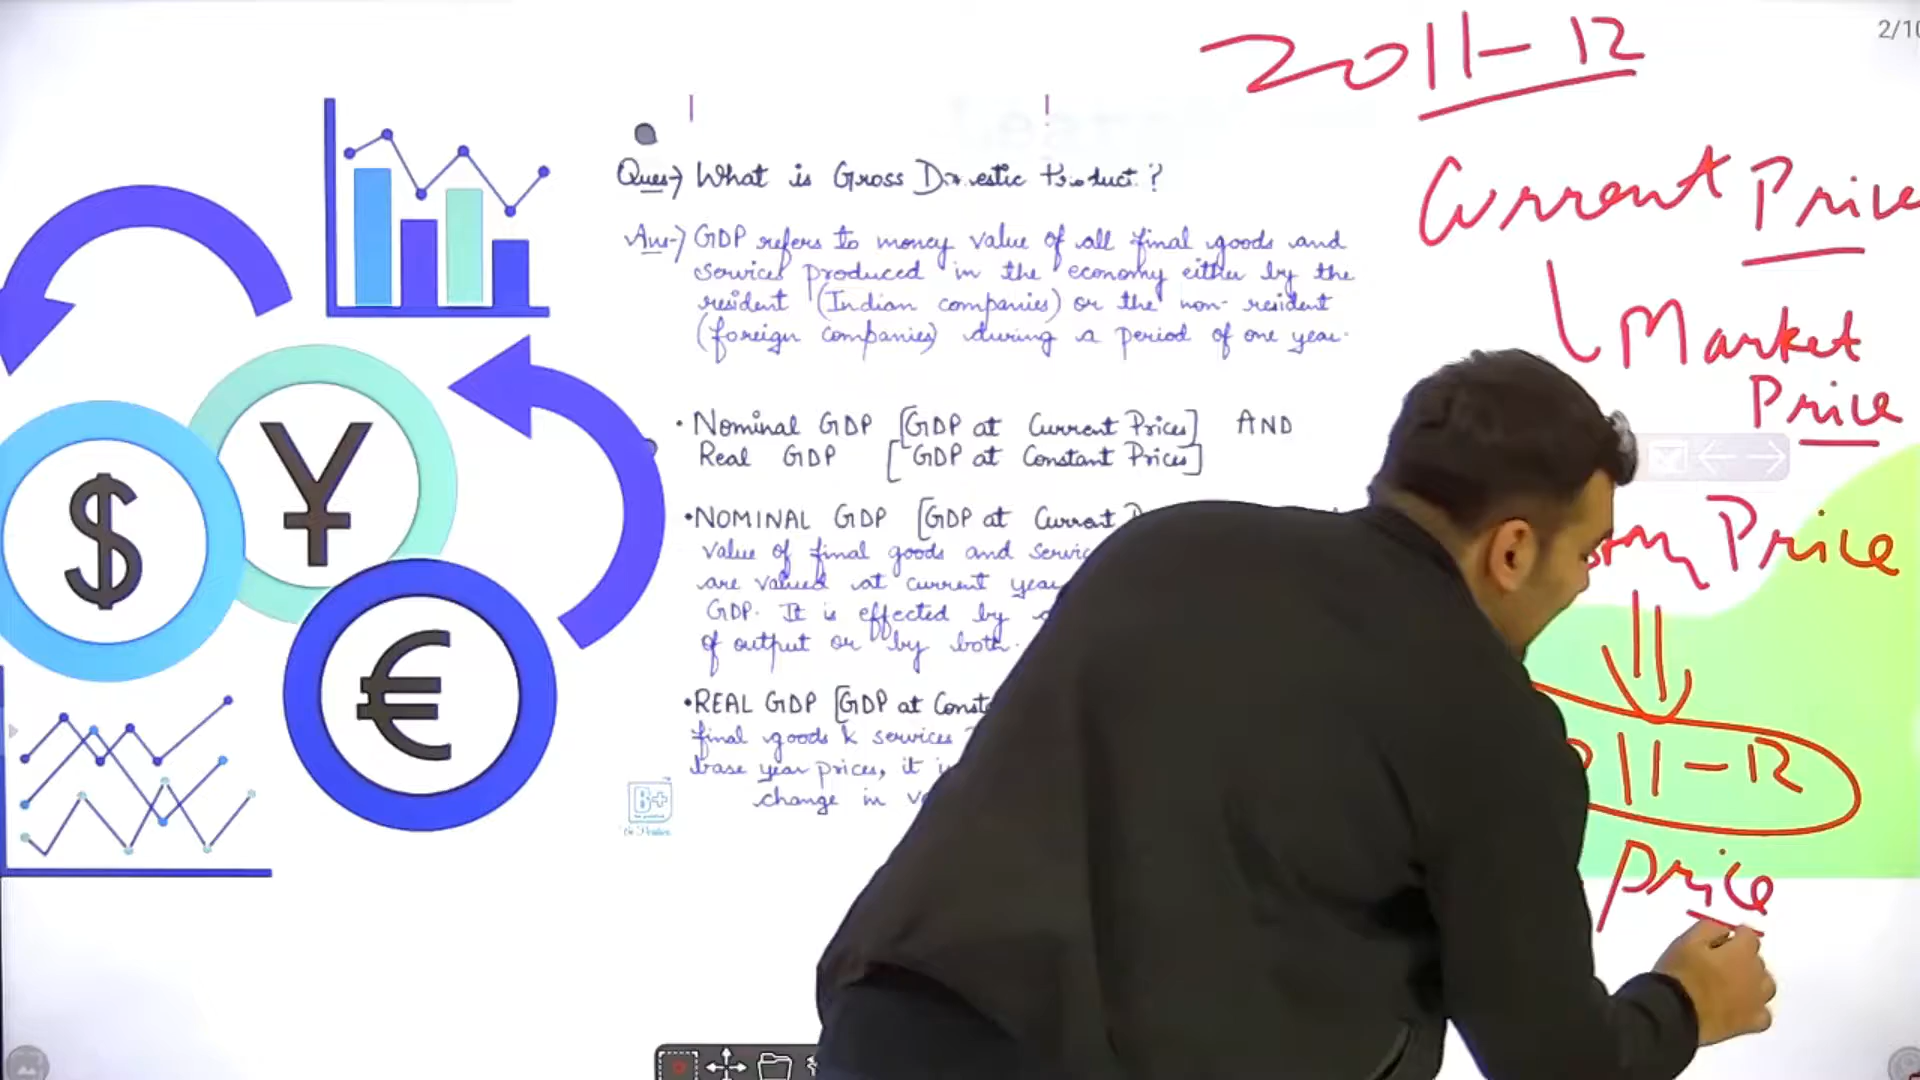 2/10
2011-12
Ques→ What is Gross Domestic Product?
Ans→ GDP refers to money value of all final goods and
services produced in the economy either by the
resident (Indian companies) or the non-resident
(foreign companies) during a period of one year.
• Nominal GDP [GDP at Current Prices] AND
Real GDP [GDP at Constant Prices]
• NOMINAL GDP [GDP at Current
value of final goods and
are valued at current year
GDP. It is effected by
of output or by both.
• REAL GDP [GDP at
final goods & services
base year prices, it
change in
B+
Current Price
Market
Price
Price
11-12
Price
$
¥
€